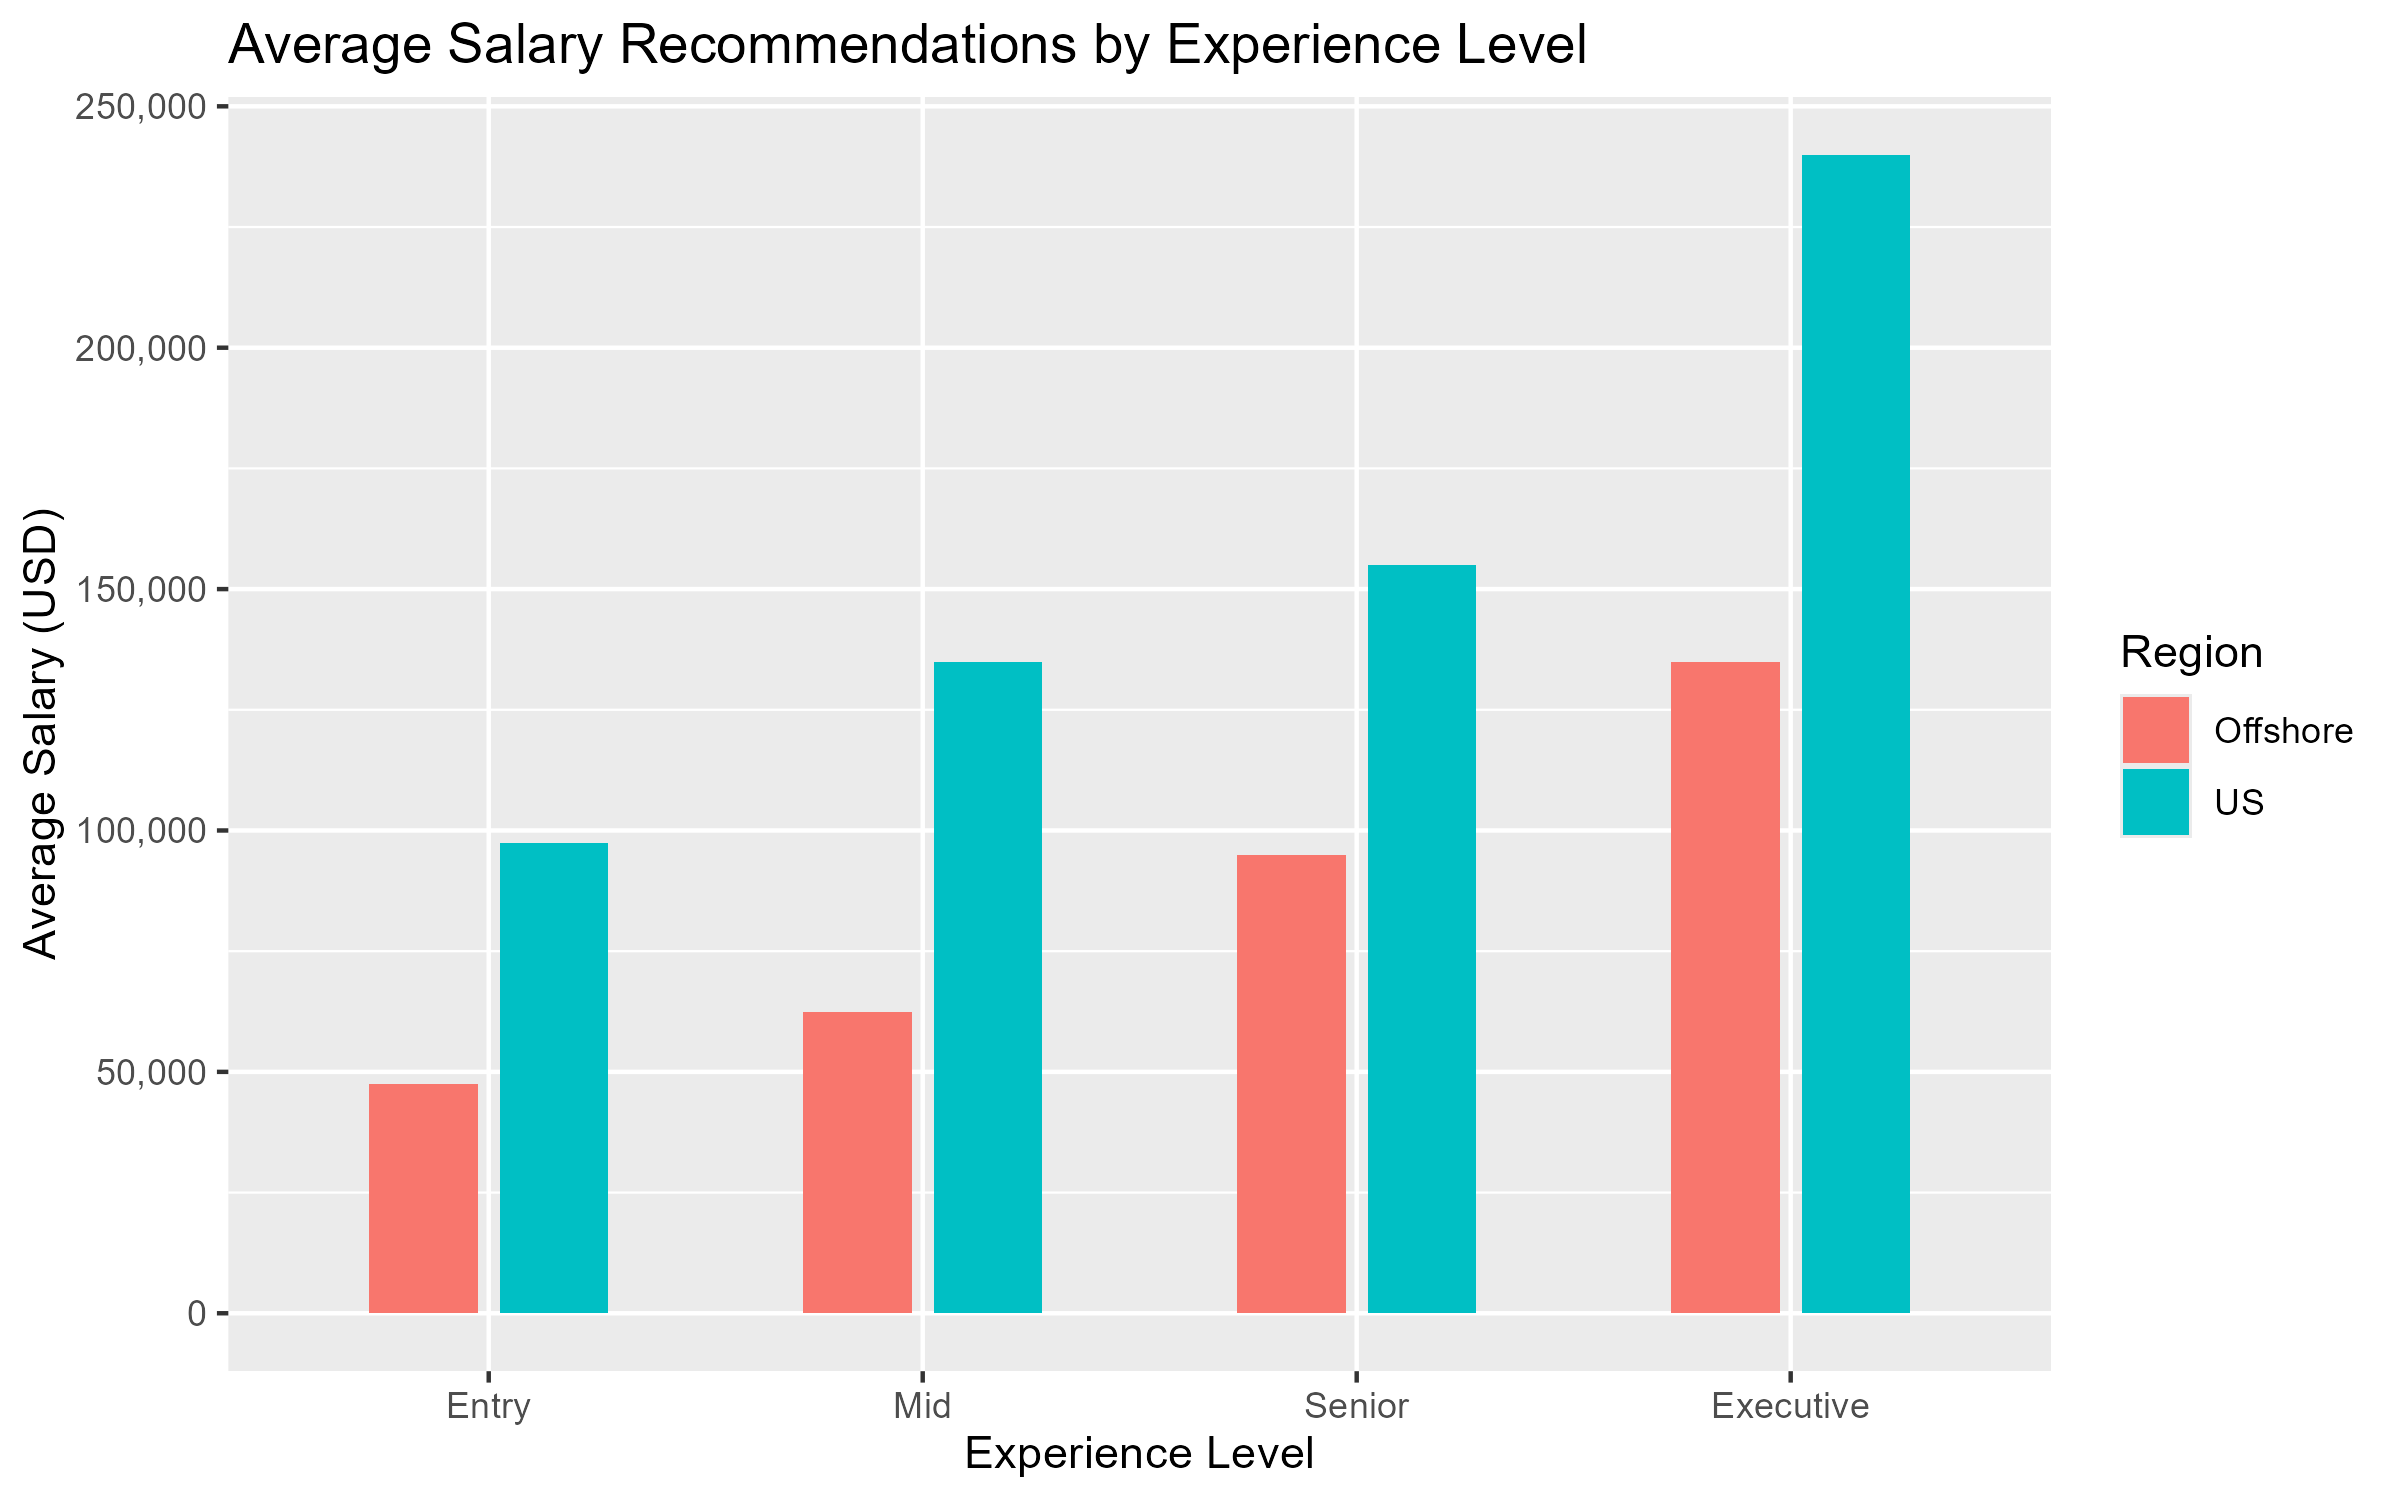 Average Salary Recommendations by Experience Level
250,000
200,000
150,000
100,000
50,000
0
Average Salary (USD)
Entry
Mid
Senior
Executive
Experience Level
Region
Offshore
US